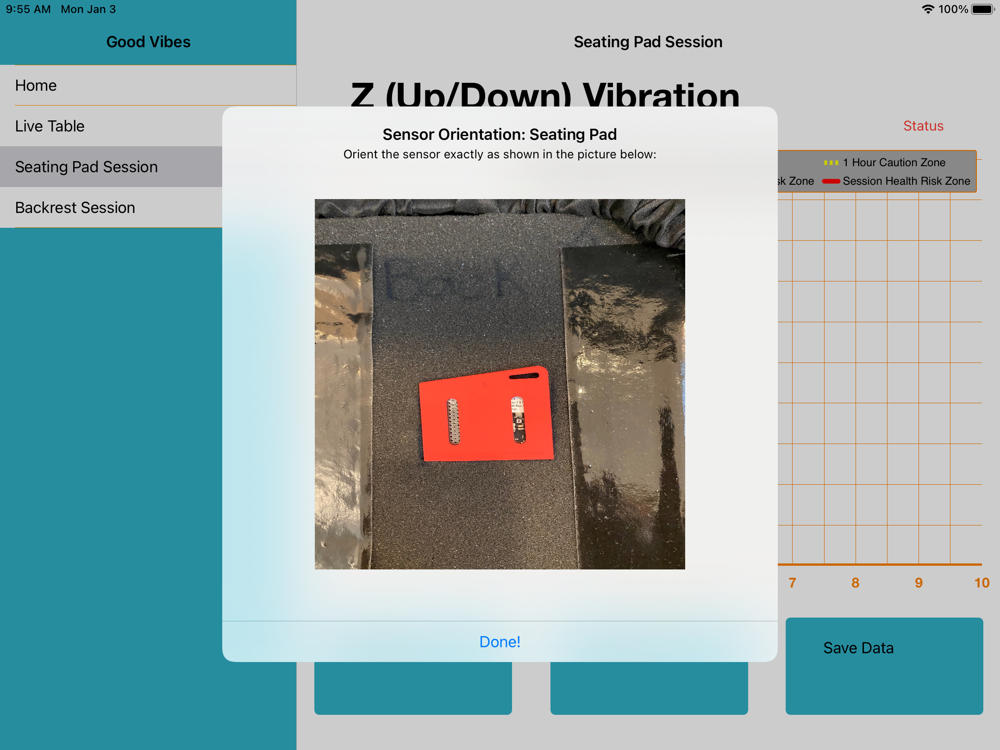 9:55 AM Mon Jan 3
100%
Good Vibes
Home
Live Table
Seating Pad Session
Backrest Session
Seating Pad Session
Z (Up/Down) Vibration
Status
1 Hour Caution Zone
Zone
Session Health Risk Zone
7 8 9 10
Sensor Orientation: Seating Pad
Orient the sensor exactly as shown in the picture below:
Done!
Save Data